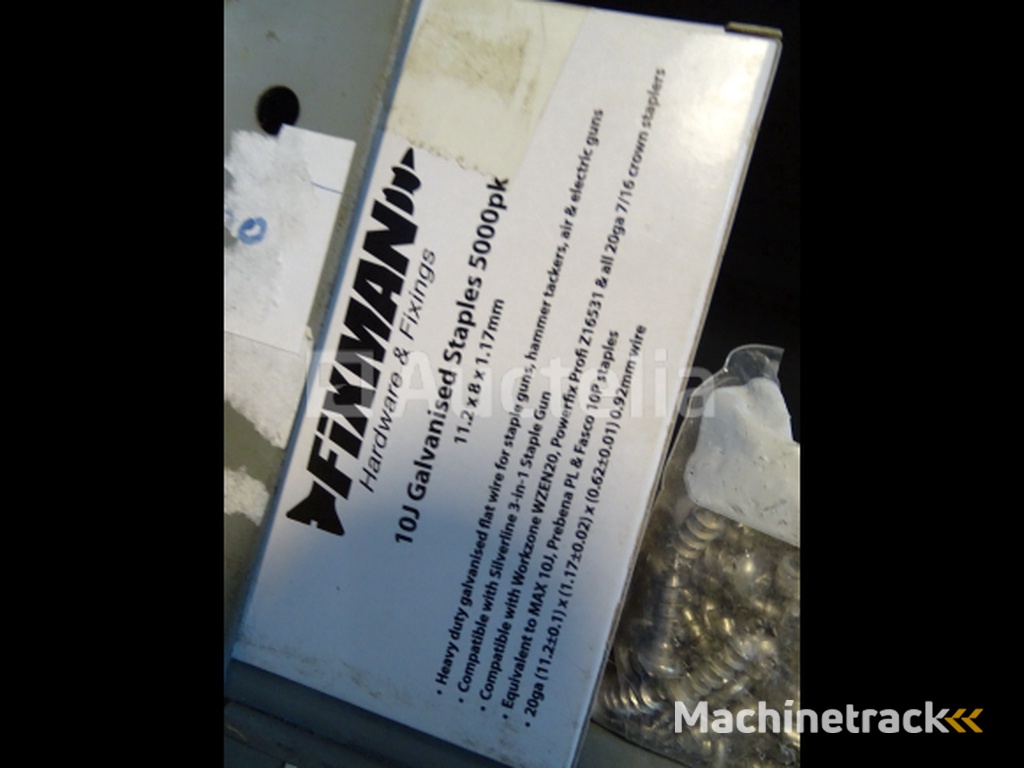 FiXMAN
Hardware & Fixings
10J Galvanised Staples 5000pk
11.2 x 8 x 1.17mm
• Heavy duty galvanised flat wire for staple guns, hammer tackers, air & electric guns
• Compatible with Silverline 3-in-1 Staple Gun
• Compatible with Workzone WZEN20, Powerfix Profi Z16531 & all 20ga 7/16 crown staplers
• Equivalent to MAX 10J, Prebena PL & Fasco 10P staples
• 20ga (11.2±0.1) x (1.17±0.02) x (0.62±0.01) 0.92mm wire
Auctelia
Machinetrack